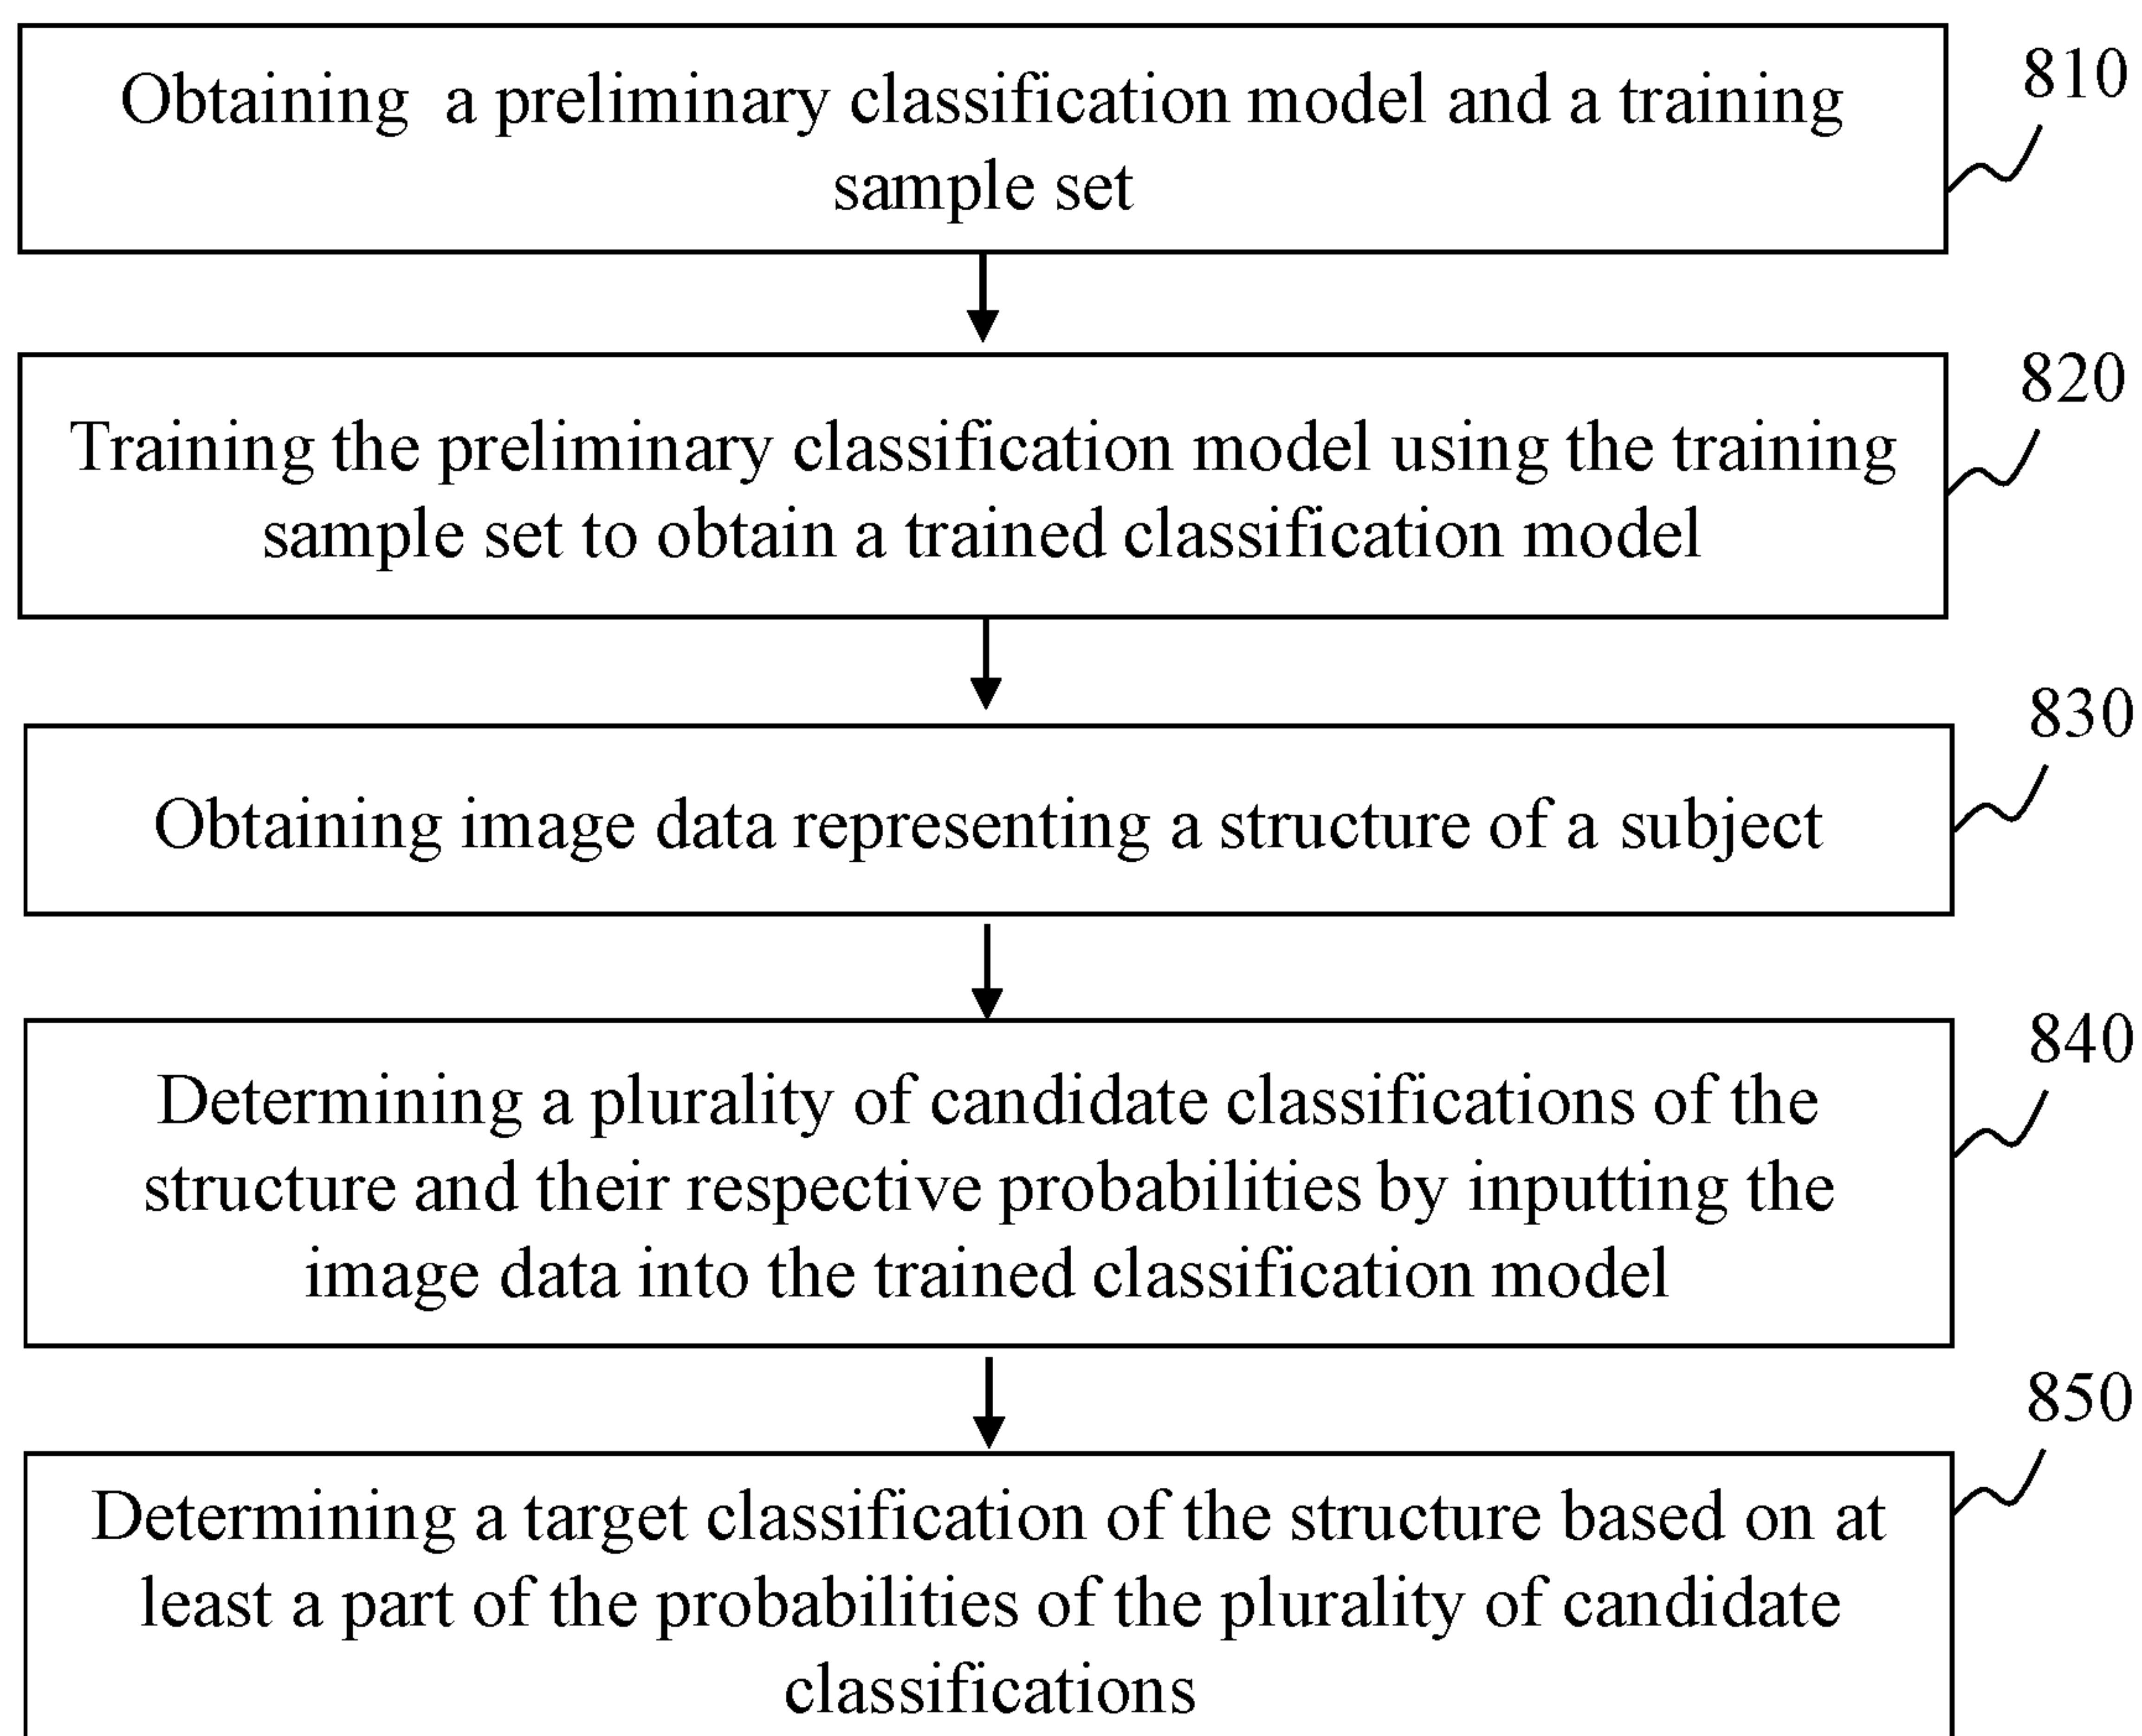 Obtaining a preliminary classification model and a training
sample set
810
Training the preliminary classification model using the training
sample set to obtain a trained classification model
820
Obtaining image data representing a structure of a subject
830
Determining a plurality of candidate classifications of the
structure and their respective probabilities by inputting the
image data into the trained classification model
840
Determining a target classification of the structure based on at
least a part of the probabilities of the plurality of candidate
classifications
850